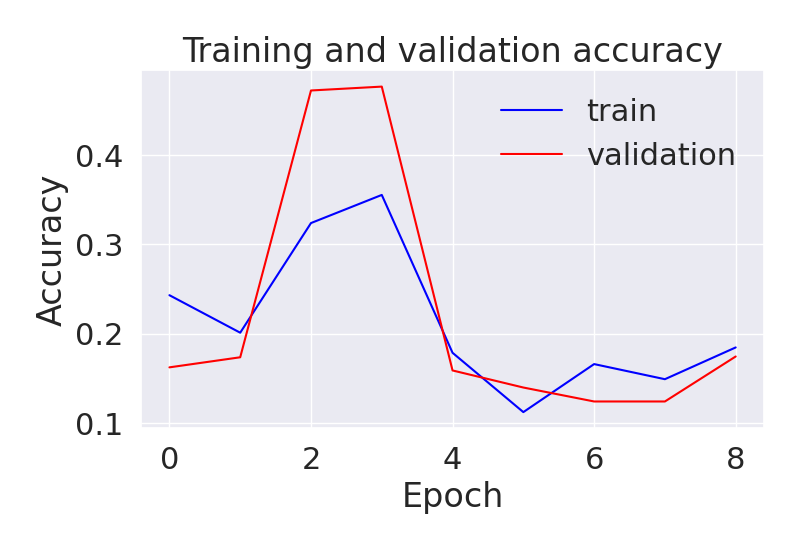 Training and validation accuracy
train
validation
Accuracy
0.4
0.3
0.2
0.1
0 2 4 6 8
Epoch